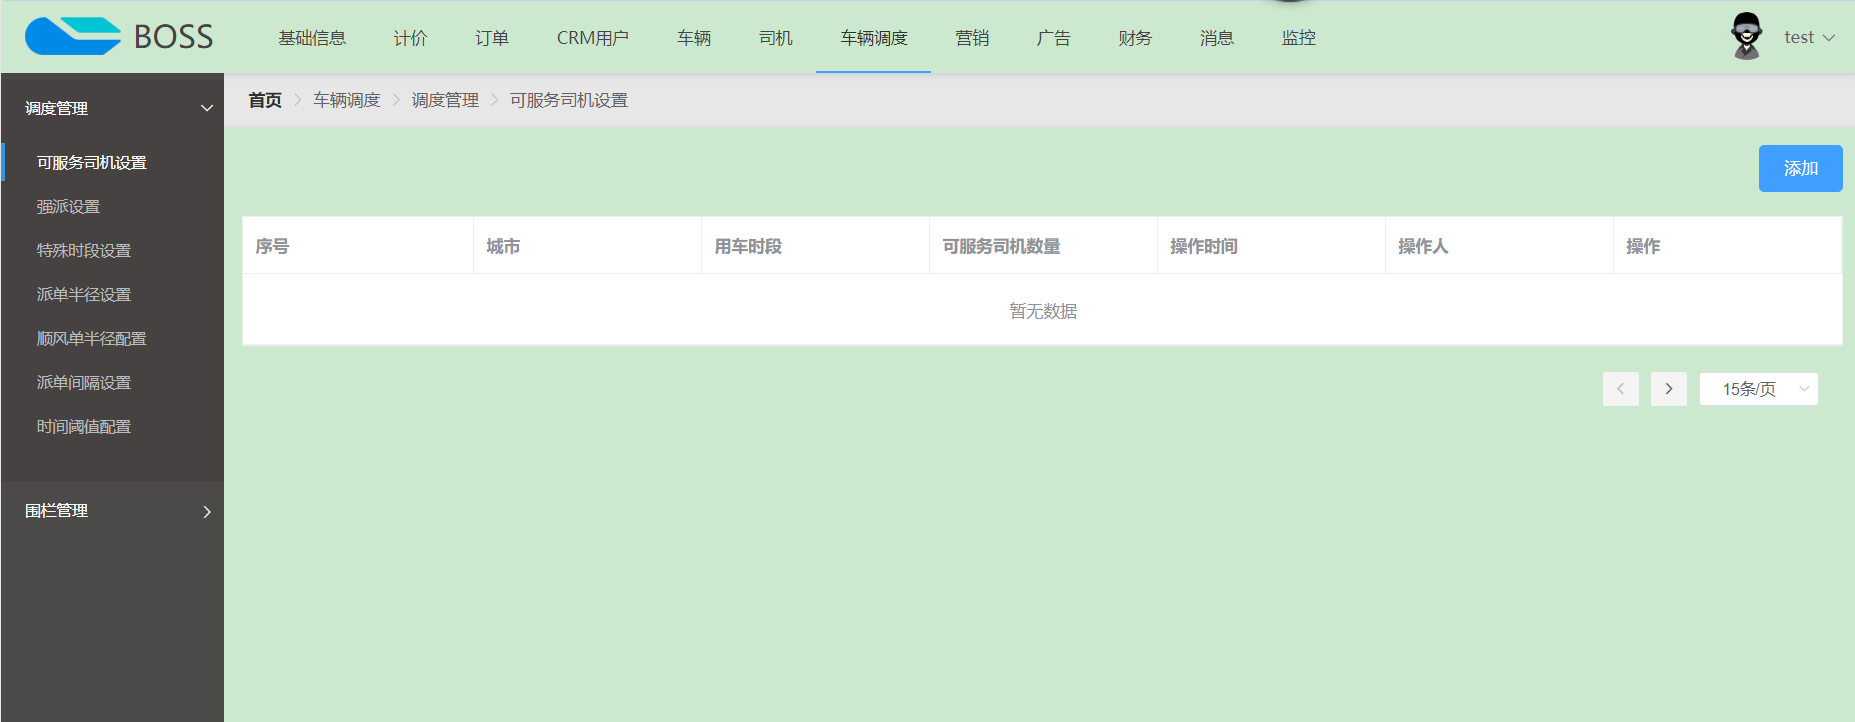 BOSS 基础信息 计价 订单 CRM用户 车辆 司机 车辆调度 营销 广告 财务 消息 监控 test
首页 车辆调度 调度管理 可服务司机设置
调度管理
可服务司机设置
强派设置
特殊时段设置
派单半径设置
顺风单半径配置
派单间隔设置
时间阈值配置
围栏管理
添加
序号 城市 用车时段 可服务司机数量 操作时间 操作人 操作
暂无数据
15条/页